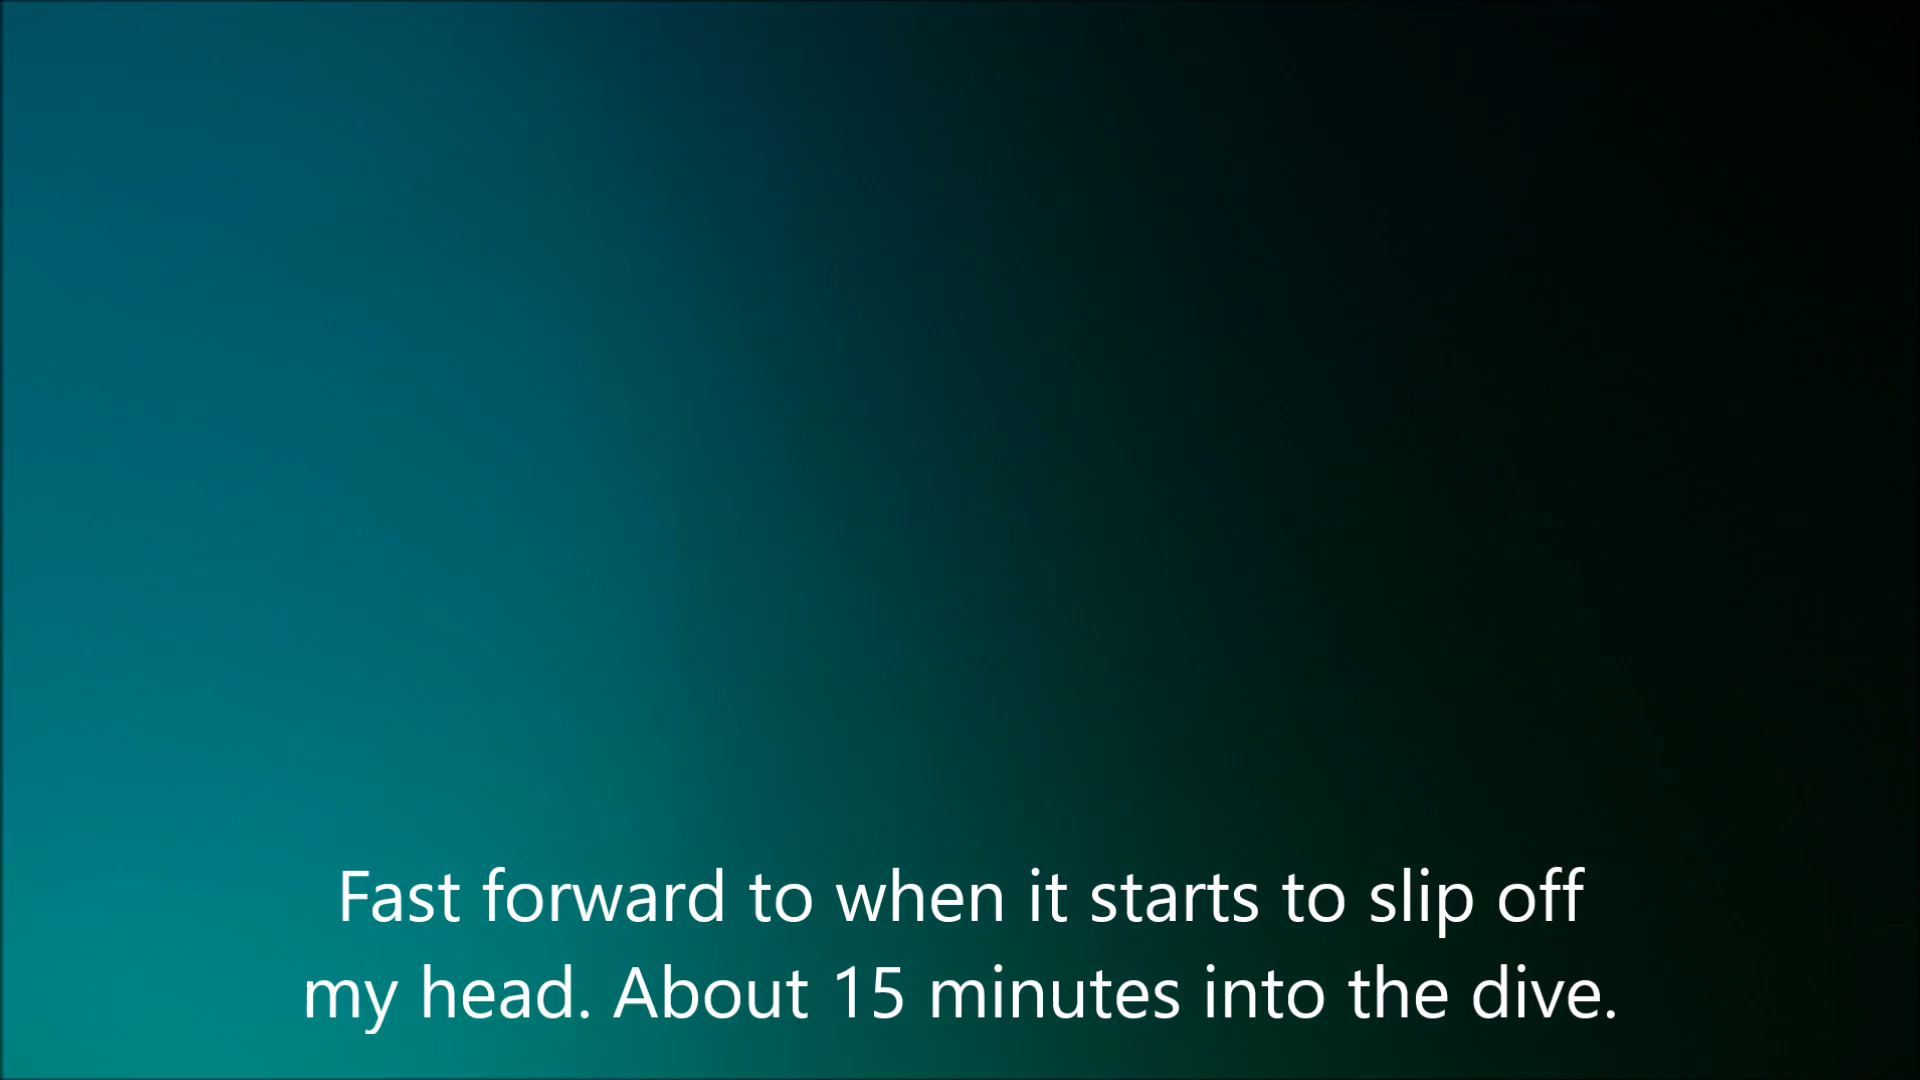 Fast forward to when it starts to slip off
my head. About 15 minutes into the dive.